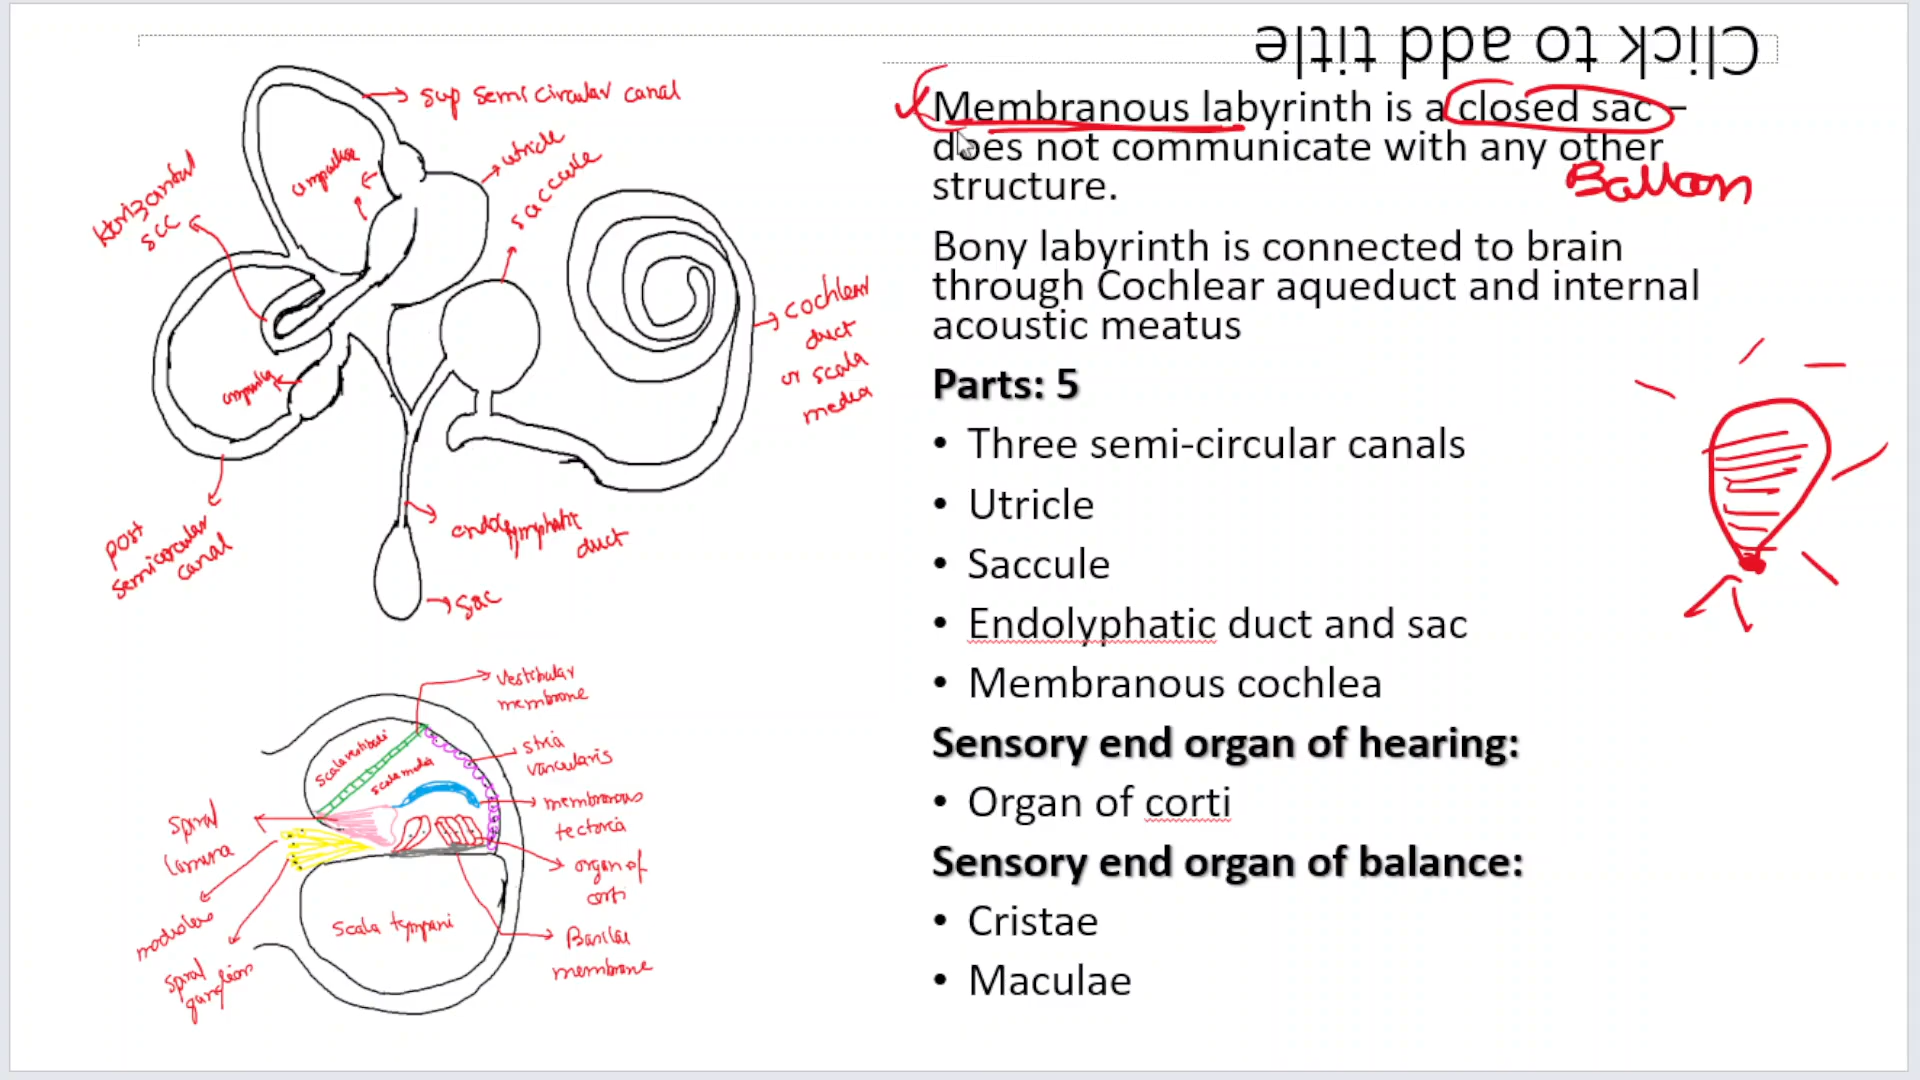 Click to add title
Membranous labyrinth is a closed sac –
does not communicate with any other
structure.
Balloon
Bony labyrinth is connected to brain
through Cochlear aqueduct and internal
acoustic meatus
Parts: 5
• Three semi-circular canals
• Utricle
• Saccule
• Endolyphatic duct and sac
• Membranous cochlea
Sensory end organ of hearing:
• Organ of corti
Sensory end organ of balance:
• Cristae
• Maculae
sup semicircular canal
utricle
saccule
Horizontal
scc
cochlear
duct
or scala
media
post
semicircular
canal
endolymphatic
duct
sac
vestibular
membrane
stria
vascularis
scala vestibuli
scala media
membranous
tectoria
spiral
lamina
organ of
corti
modiolus
scala tympani
Basilar
membrane
spiral
ganglion